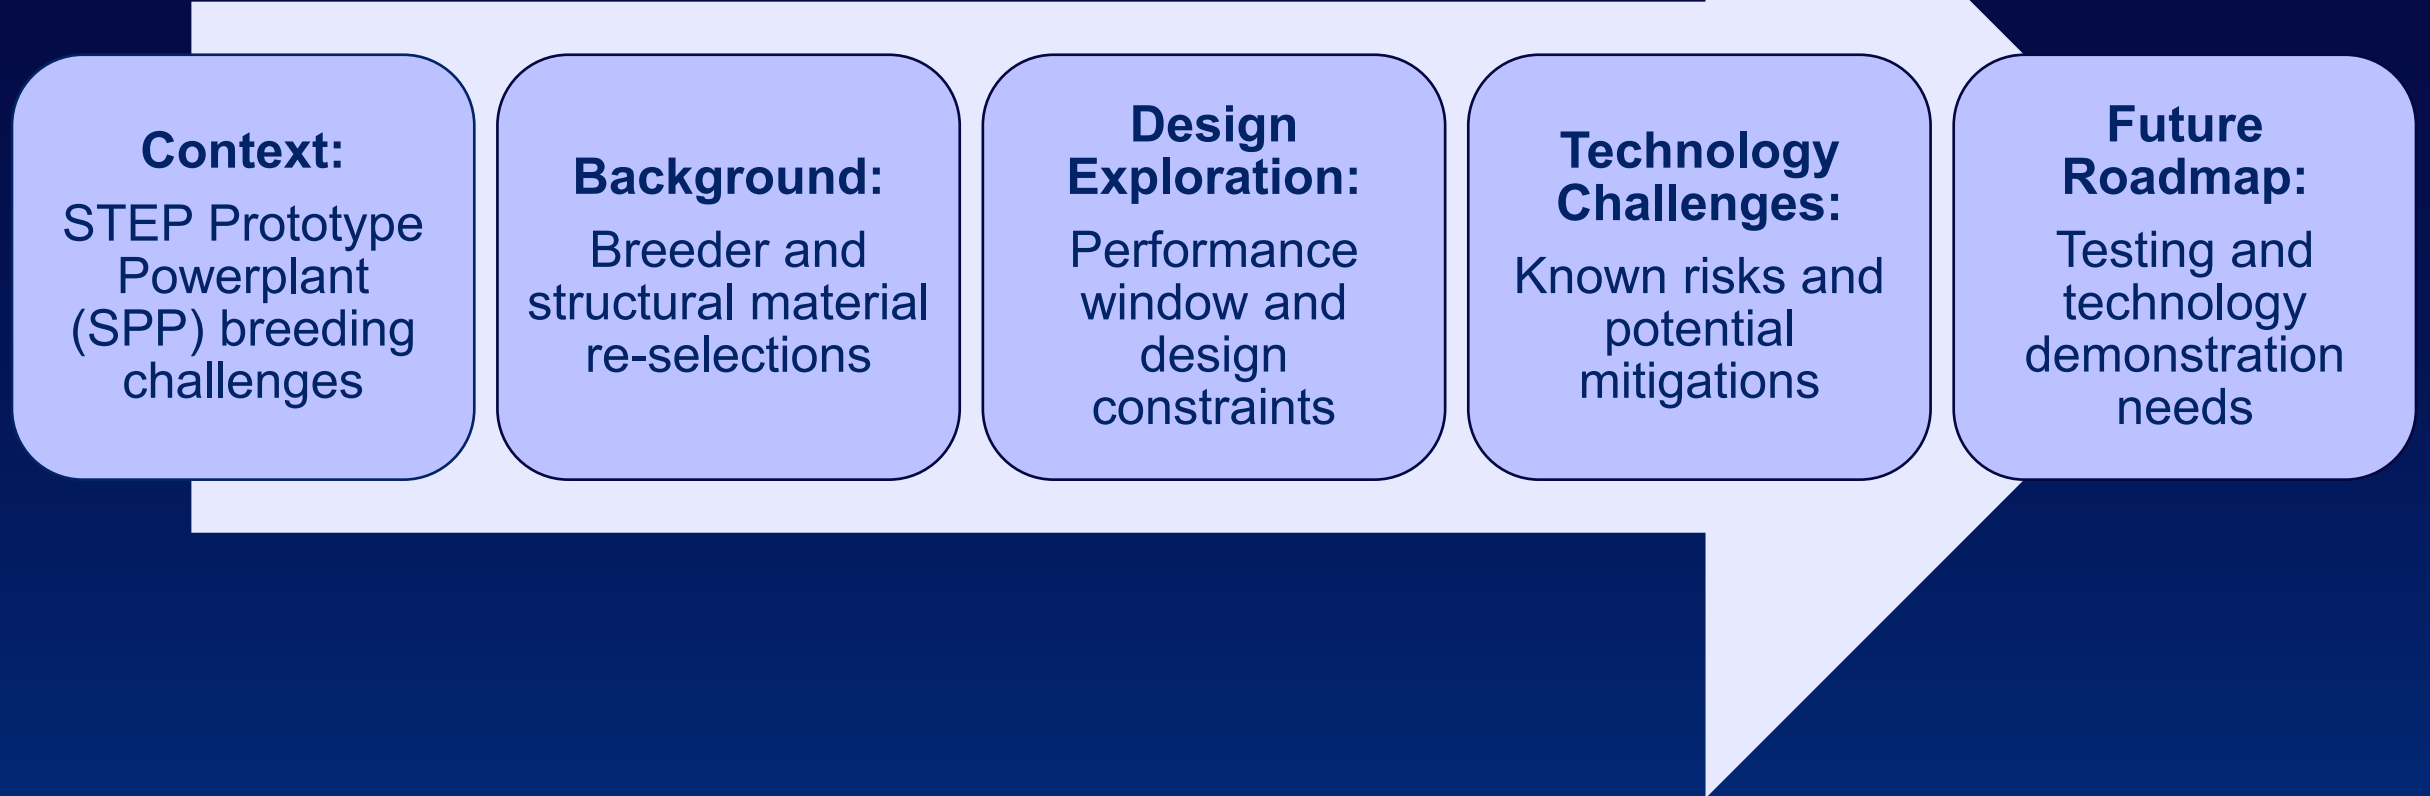 Context:
STEP Prototype
Powerplant
(SPP) breeding
challenges
Background:
Breeder and
structural material
re-selections
Design
Exploration:
Performance
window and
design
constraints
Technology
Challenges:
Known risks and
potential
mitigations
Future
Roadmap:
Testing and
technology
demonstration
needs